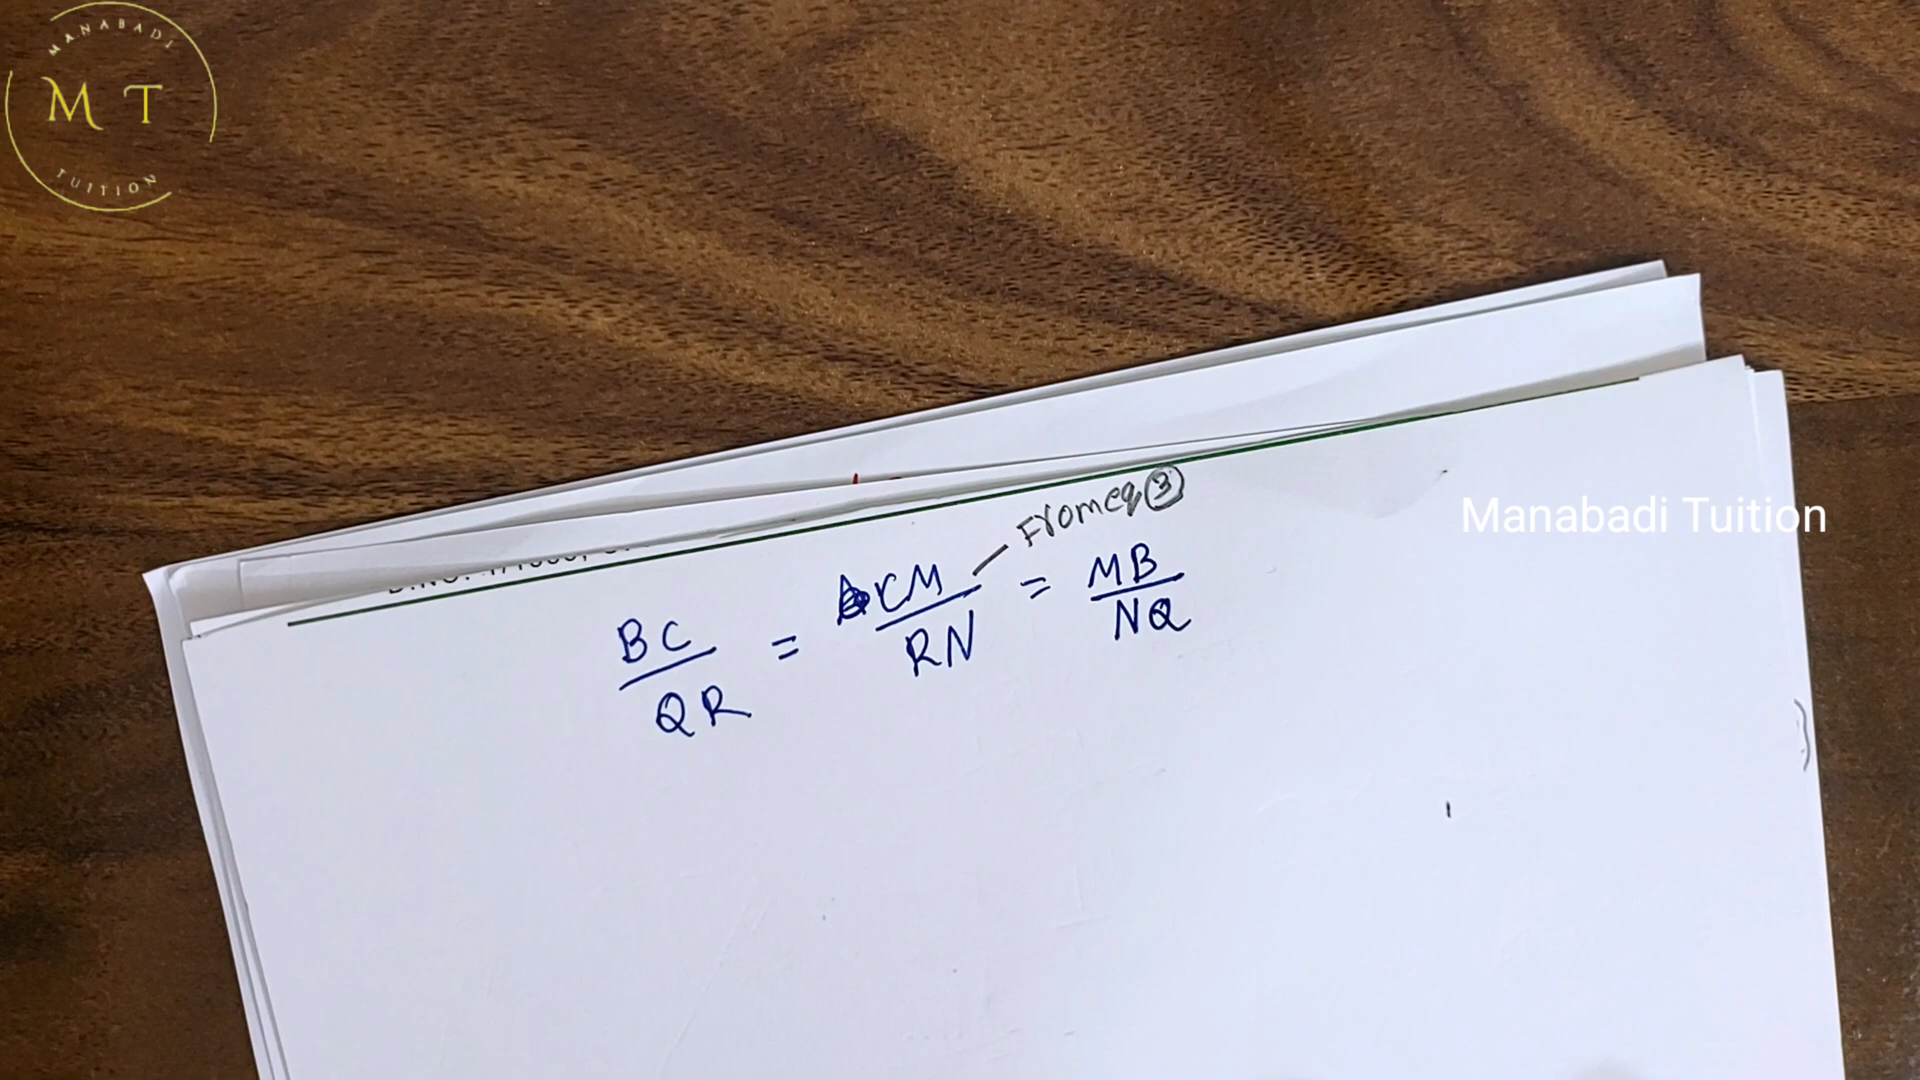 MANABADI
M T
TUITION
Manabadi Tuition
From eq ③
BC/QR = CM/RN = MB/NQ